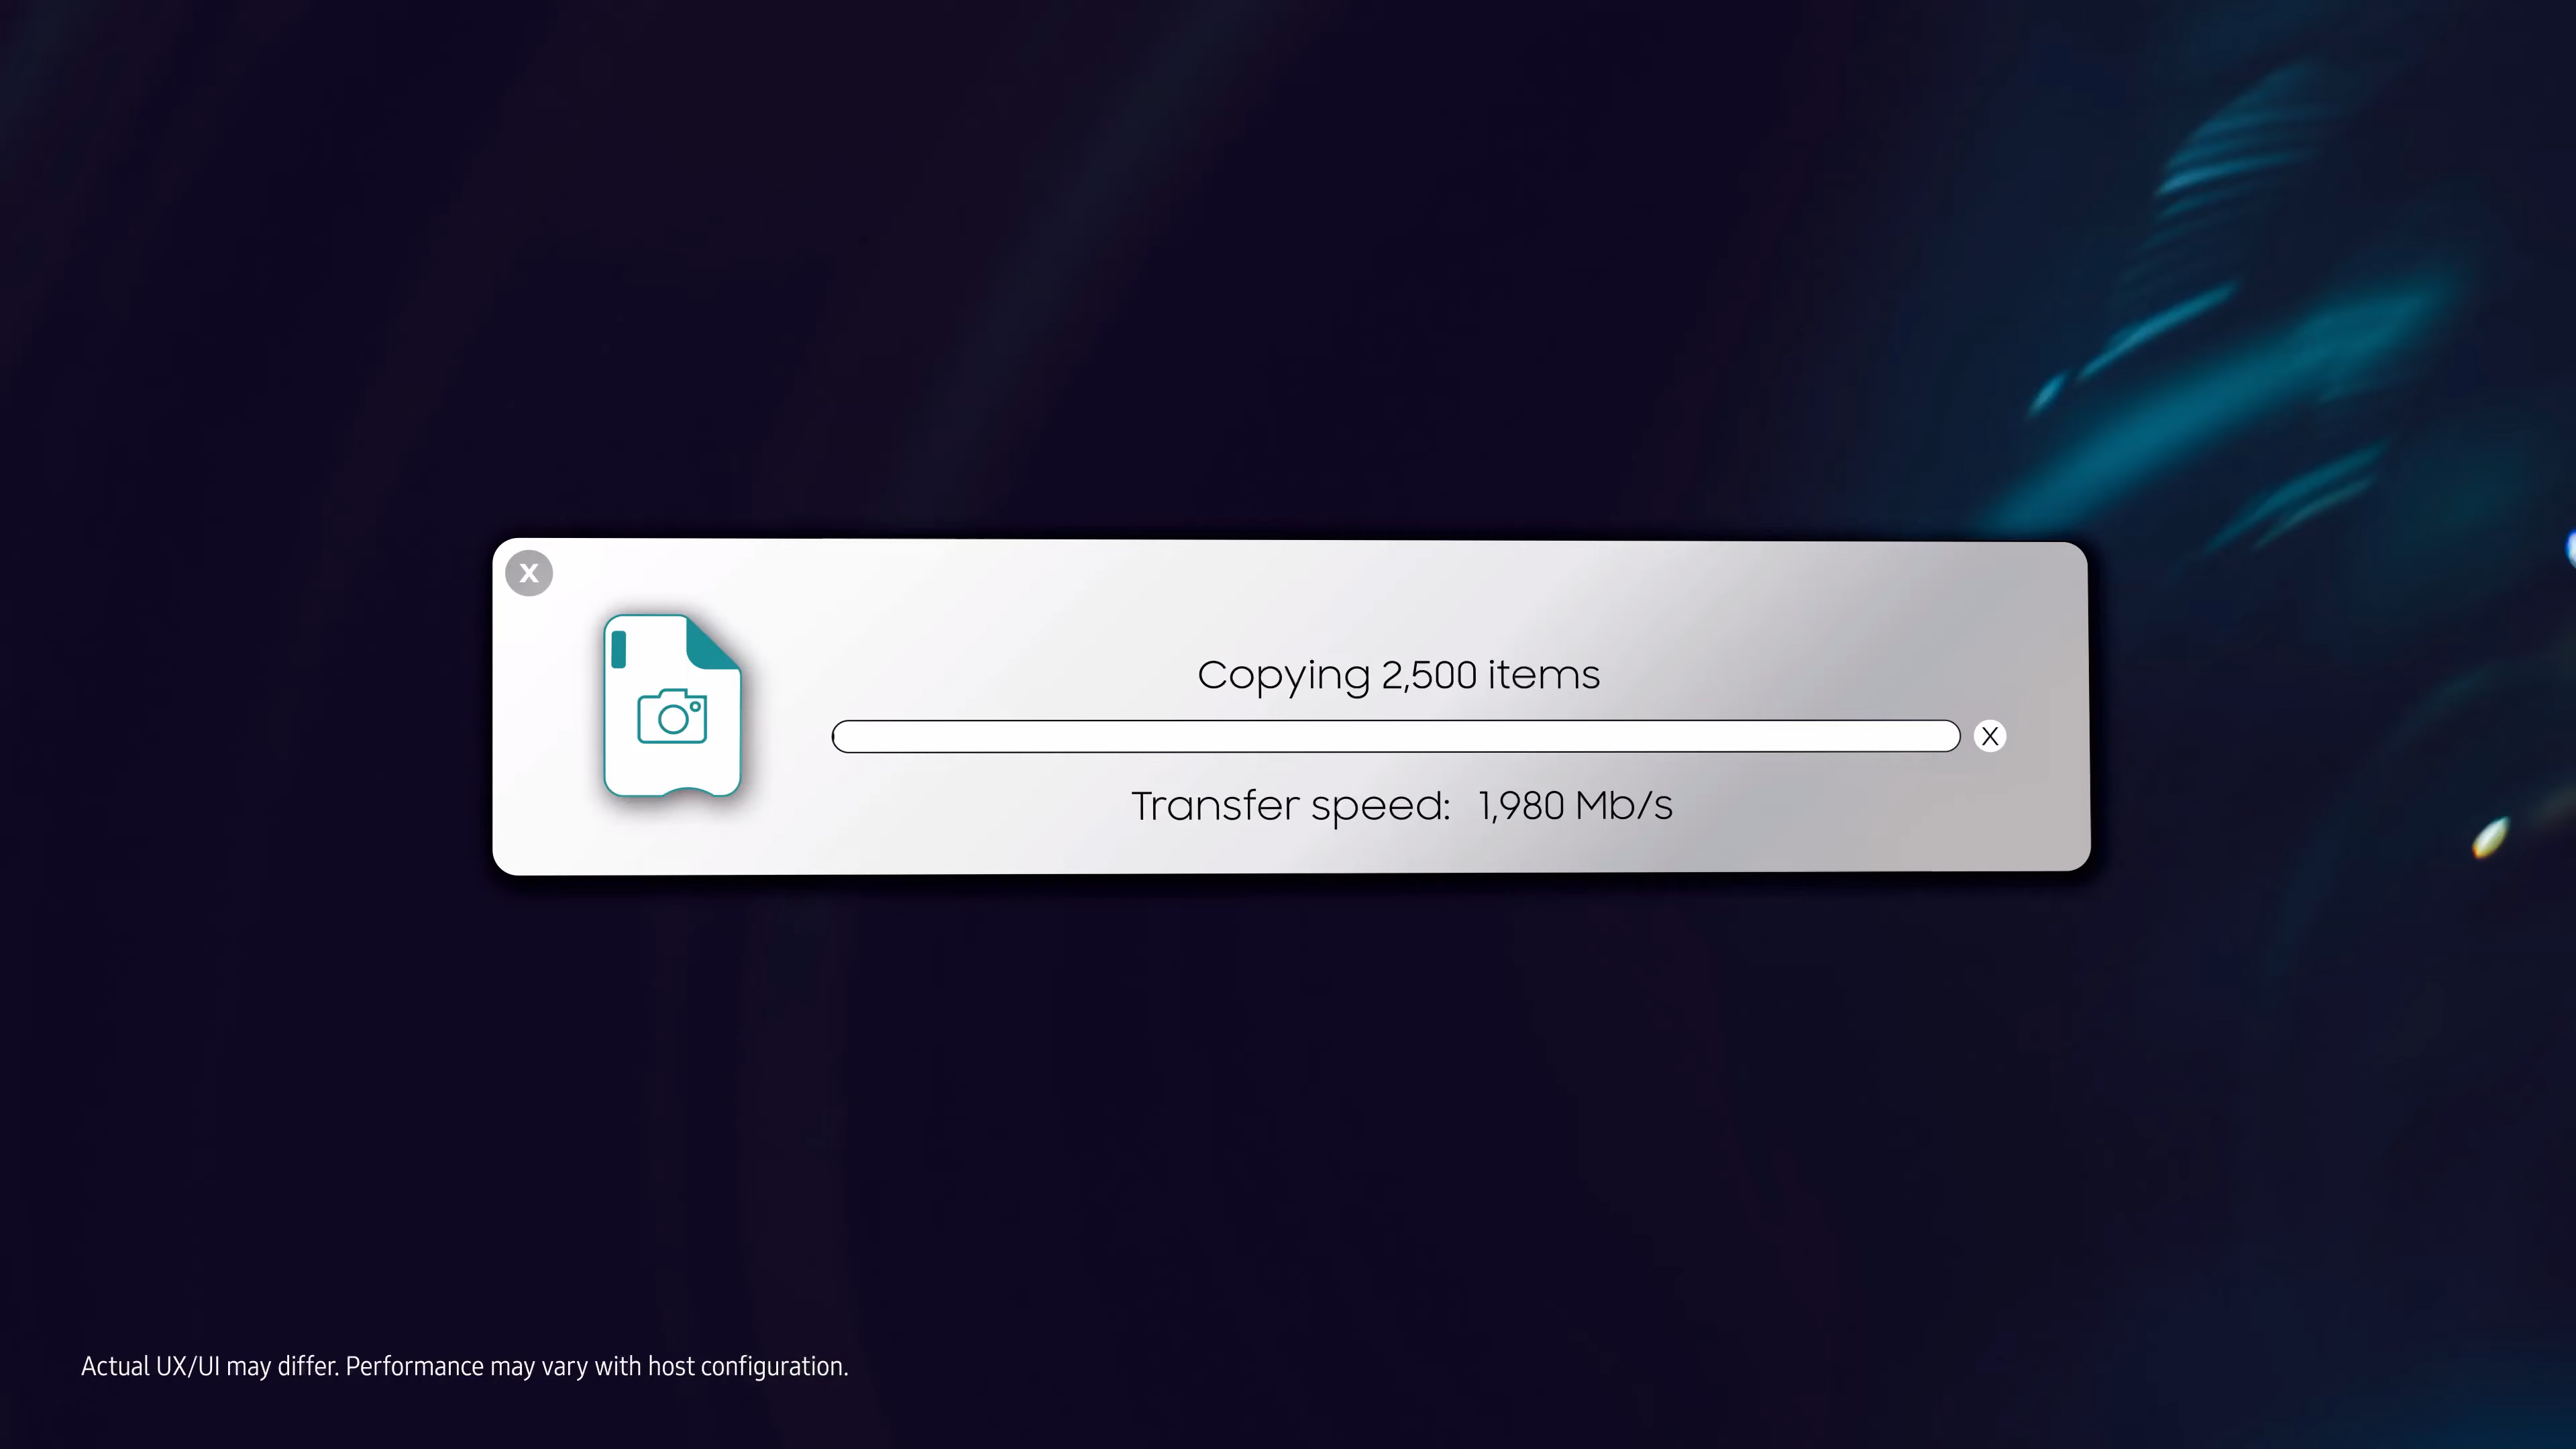 X
Copying 2,500 items
X
Transfer speed: 1,980 Mb/s
Actual UX/UI may differ. Performance may vary with host configuration.